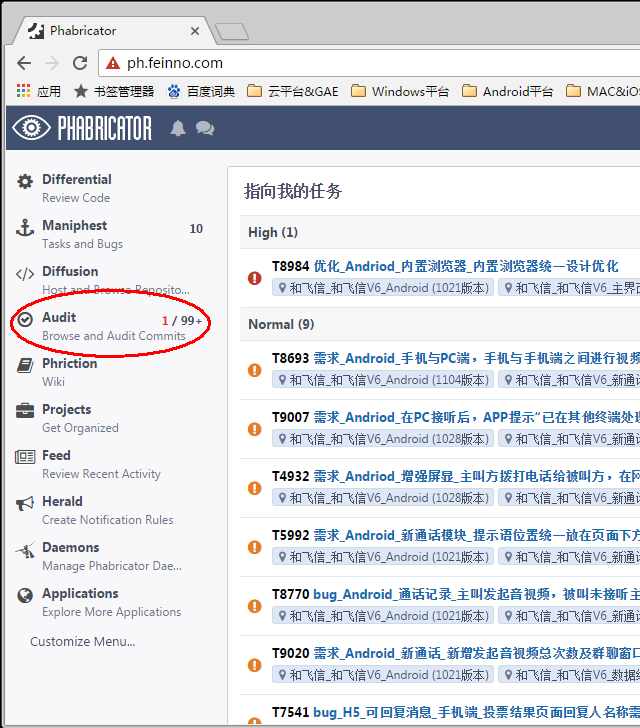 Phabricator
ph.feinno.com
应用 书签管理器 百度词典 云平台&GAE Windows平台 Android平台 MAC&iOS
PHABRICATOR
Differential
Review Code
Maniphest 10
Tasks and Bugs
Diffusion
Host and Browse Reposito...
Audit 1 / 99+
Browse and Audit Commits
Phriction
Wiki
Projects
Get Organized
Feed
Review Recent Activity
Herald
Create Notification Rules
Daemons
Manage Phabricator Dae...
Applications
Explore More Applications
Customize Menu...
指向我的任务
High (1)
T8984 优化_Andriod_内置浏览器_内置浏览器统一设计优化
和飞信_和飞信V6_Android (1021版本) 和飞信_和飞信V6_主界面
Normal (9)
T8693 需求_Android_手机与PC端，手机与手机端之间进行视频
和飞信_和飞信V6_Android (1104版本) 和飞信_和飞信V6_新通
T9007 需求_Andriod_在PC接听后，APP提示“已在其他终端处理
和飞信_和飞信V6_Android (1028版本) 和飞信_和飞信V6_新通
T4932 需求_Andriod_增强屏显_主叫方拨打电话给被叫方，在网
和飞信_和飞信V6_Android (1028版本) 和飞信_和飞信V6_新通
T5992 需求_Android_新通话模块_提示语位置统一放在页面下方
和飞信_和飞信V6_Android (1021版本) 和飞信_和飞信V6_新通
T8770 bug_Android_通话记录_主叫发起音视频，被叫未接听主
和飞信_和飞信V6_Android (1021版本) 和飞信_和飞信V6_新通
T9020 需求_Android_新通话_新增发起音视频总次数及群聊窗口
和飞信_和飞信V6_Android (1021版本) 和飞信_和飞信V6_数据
T7541 bug_H5_可回复消息_手机端_投票结果页面回复人名称需